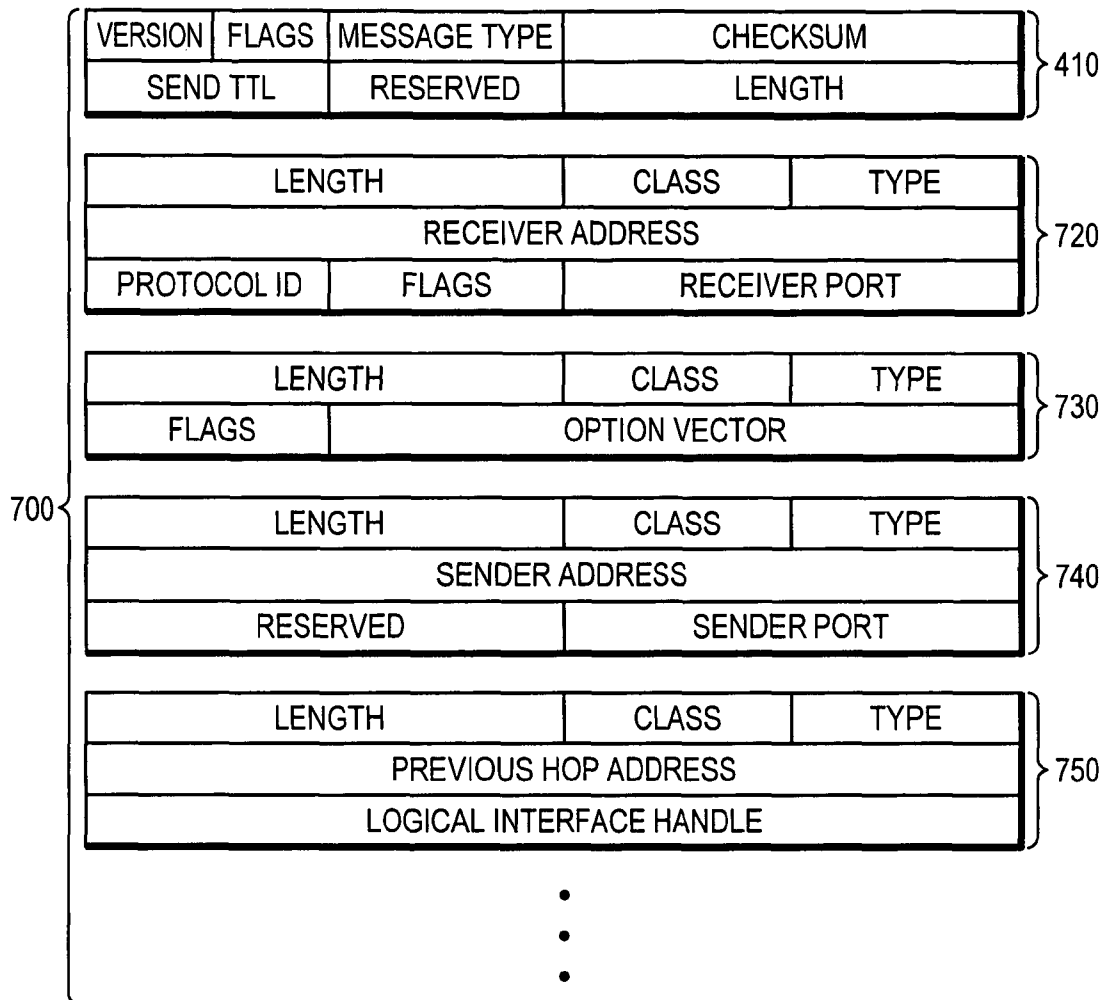 VERSION FLAGS MESSAGE TYPE CHECKSUM
SEND TTL RESERVED LENGTH
410
LENGTH CLASS TYPE
RECEIVER ADDRESS
720
PROTOCOL ID FLAGS RECEIVER PORT
LENGTH CLASS TYPE
730
FLAGS OPTION VECTOR
700
LENGTH CLASS TYPE
SENDER ADDRESS
740
RESERVED SENDER PORT
LENGTH CLASS TYPE
PREVIOUS HOP ADDRESS
750
LOGICAL INTERFACE HANDLE